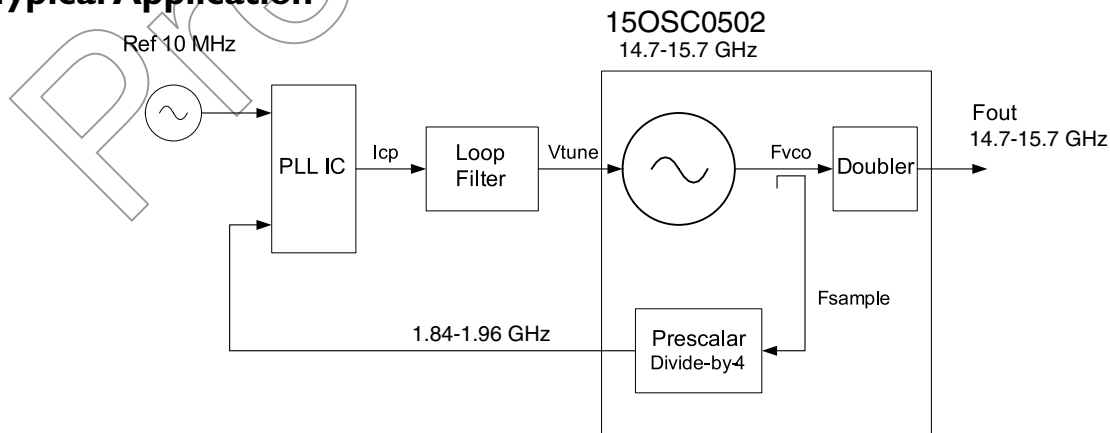 Typical Application
15OSC0502
14.7-15.7 GHz
Ref 10 MHz
PLL IC
Icp
Loop
Filter
Vtune
Fvco
Doubler
Fout
14.7-15.7 GHz
Fsample
Prescalar
Divide-by-4
1.84-1.96 GHz
Pre